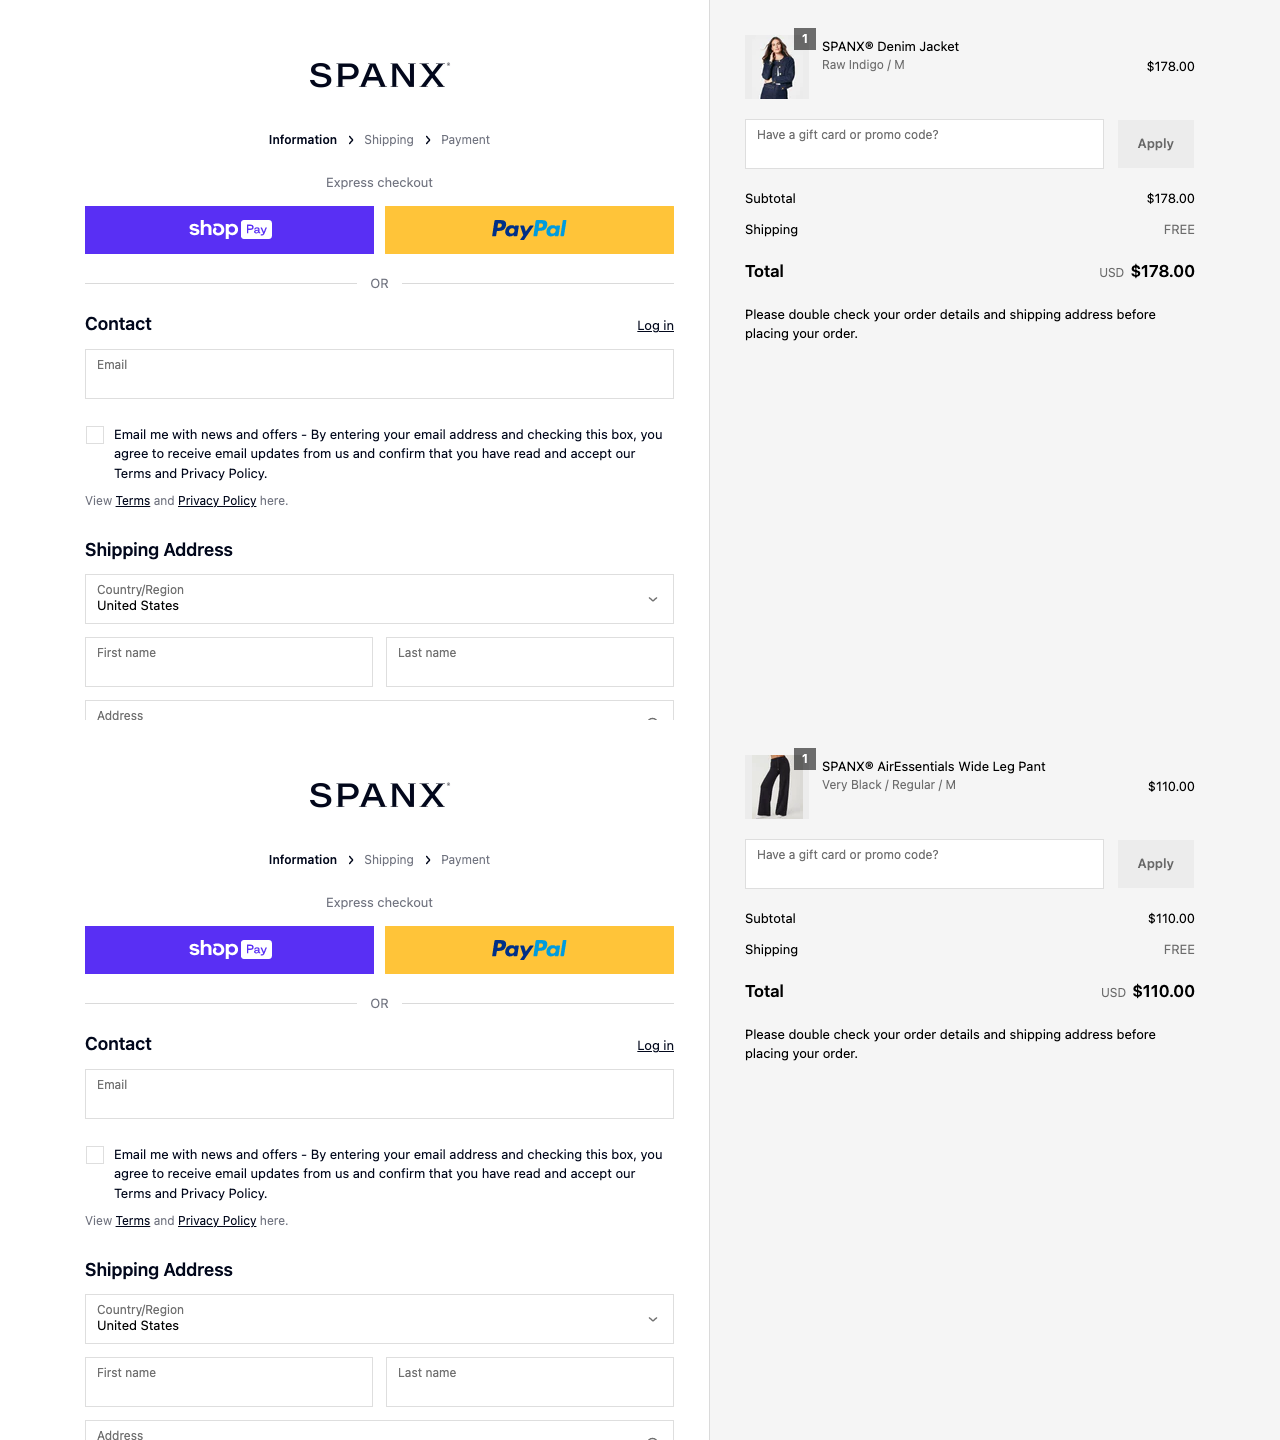 SPANX
Information > Shipping > Payment
Express checkout
shop Pay
PayPal
OR
Contact
Log in
Email
Email me with news and offers - By entering your email address and checking this box, you
agree to receive email updates from us and confirm that you have read and accept our
Terms and Privacy Policy.
View Terms and Privacy Policy here.
Shipping Address
Country/Region
United States
First name
Last name
Address
1
SPANX® Denim Jacket
Raw Indigo / M
$178.00
Have a gift card or promo code?
Apply
Subtotal $178.00
Shipping FREE
Total USD $178.00
Please double check your order details and shipping address before
placing your order.
SPANX
Information > Shipping > Payment
Express checkout
shop Pay
PayPal
OR
Contact
Log in
Email
Email me with news and offers - By entering your email address and checking this box, you
agree to receive email updates from us and confirm that you have read and accept our
Terms and Privacy Policy.
View Terms and Privacy Policy here.
Shipping Address
Country/Region
United States
First name
Last name
Address
1
SPANX® AirEssentials Wide Leg Pant
Very Black / Regular / M
$110.00
Have a gift card or promo code?
Apply
Subtotal $110.00
Shipping FREE
Total USD $110.00
Please double check your order details and shipping address before
placing your order.